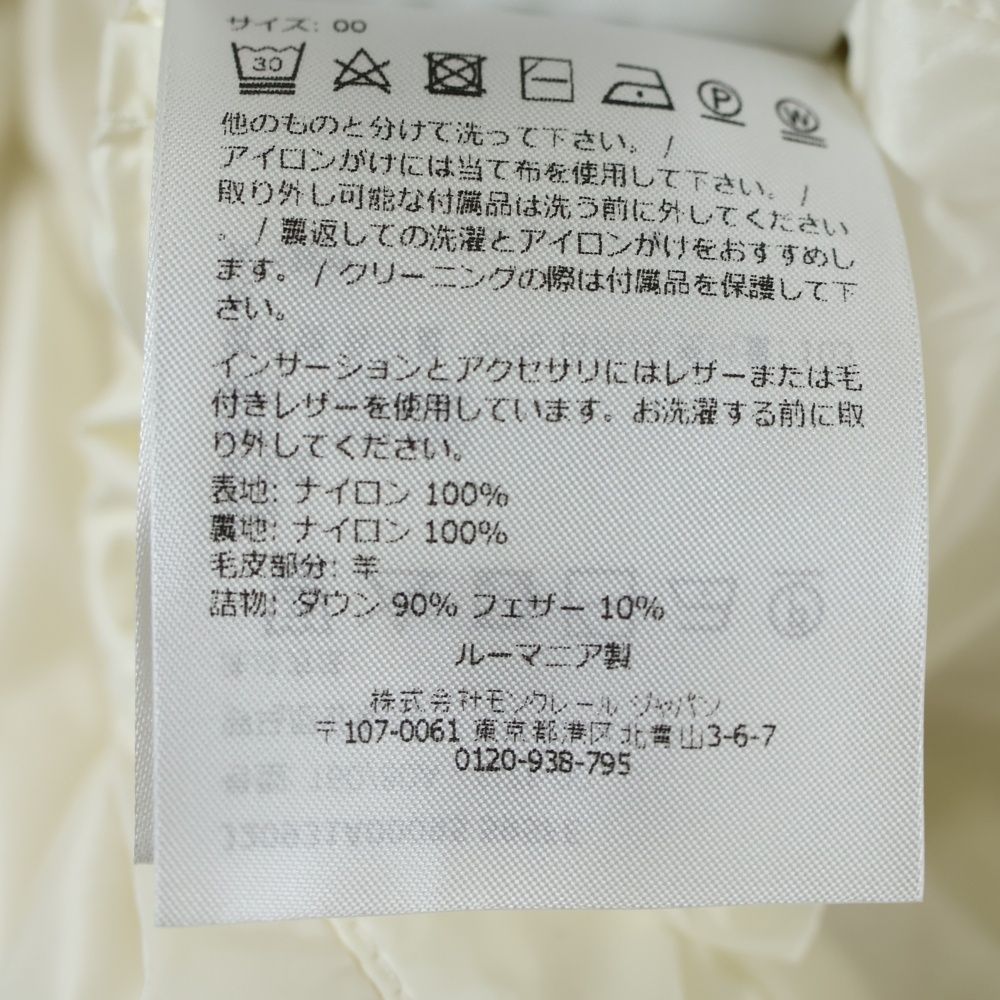 サイズ: 00
30
P
W
他のものと分けて洗って下さい。 /
アイロンがけには当て布を使用して下さい。 /
取り外し可能な付属品は洗う前に外してください
。 / 裏返しての洗濯とアイロンがけをおすすめし
ます。 / クリーニングの際は付属品を保護して下
さい。
インサーションとアクセサリにはレザーまたは毛
付きレザーを使用しています。お洗濯する前に取
り外してください。
表地: ナイロン 100%
裏地: ナイロン 100%
毛皮部分: 羊
詰物: ダウン 90% フェザー 10%
ルーマニア製
株式会社モンクレール ジャパン
〒107-0061 東京都港区北青山3-6-7
0120-938-795